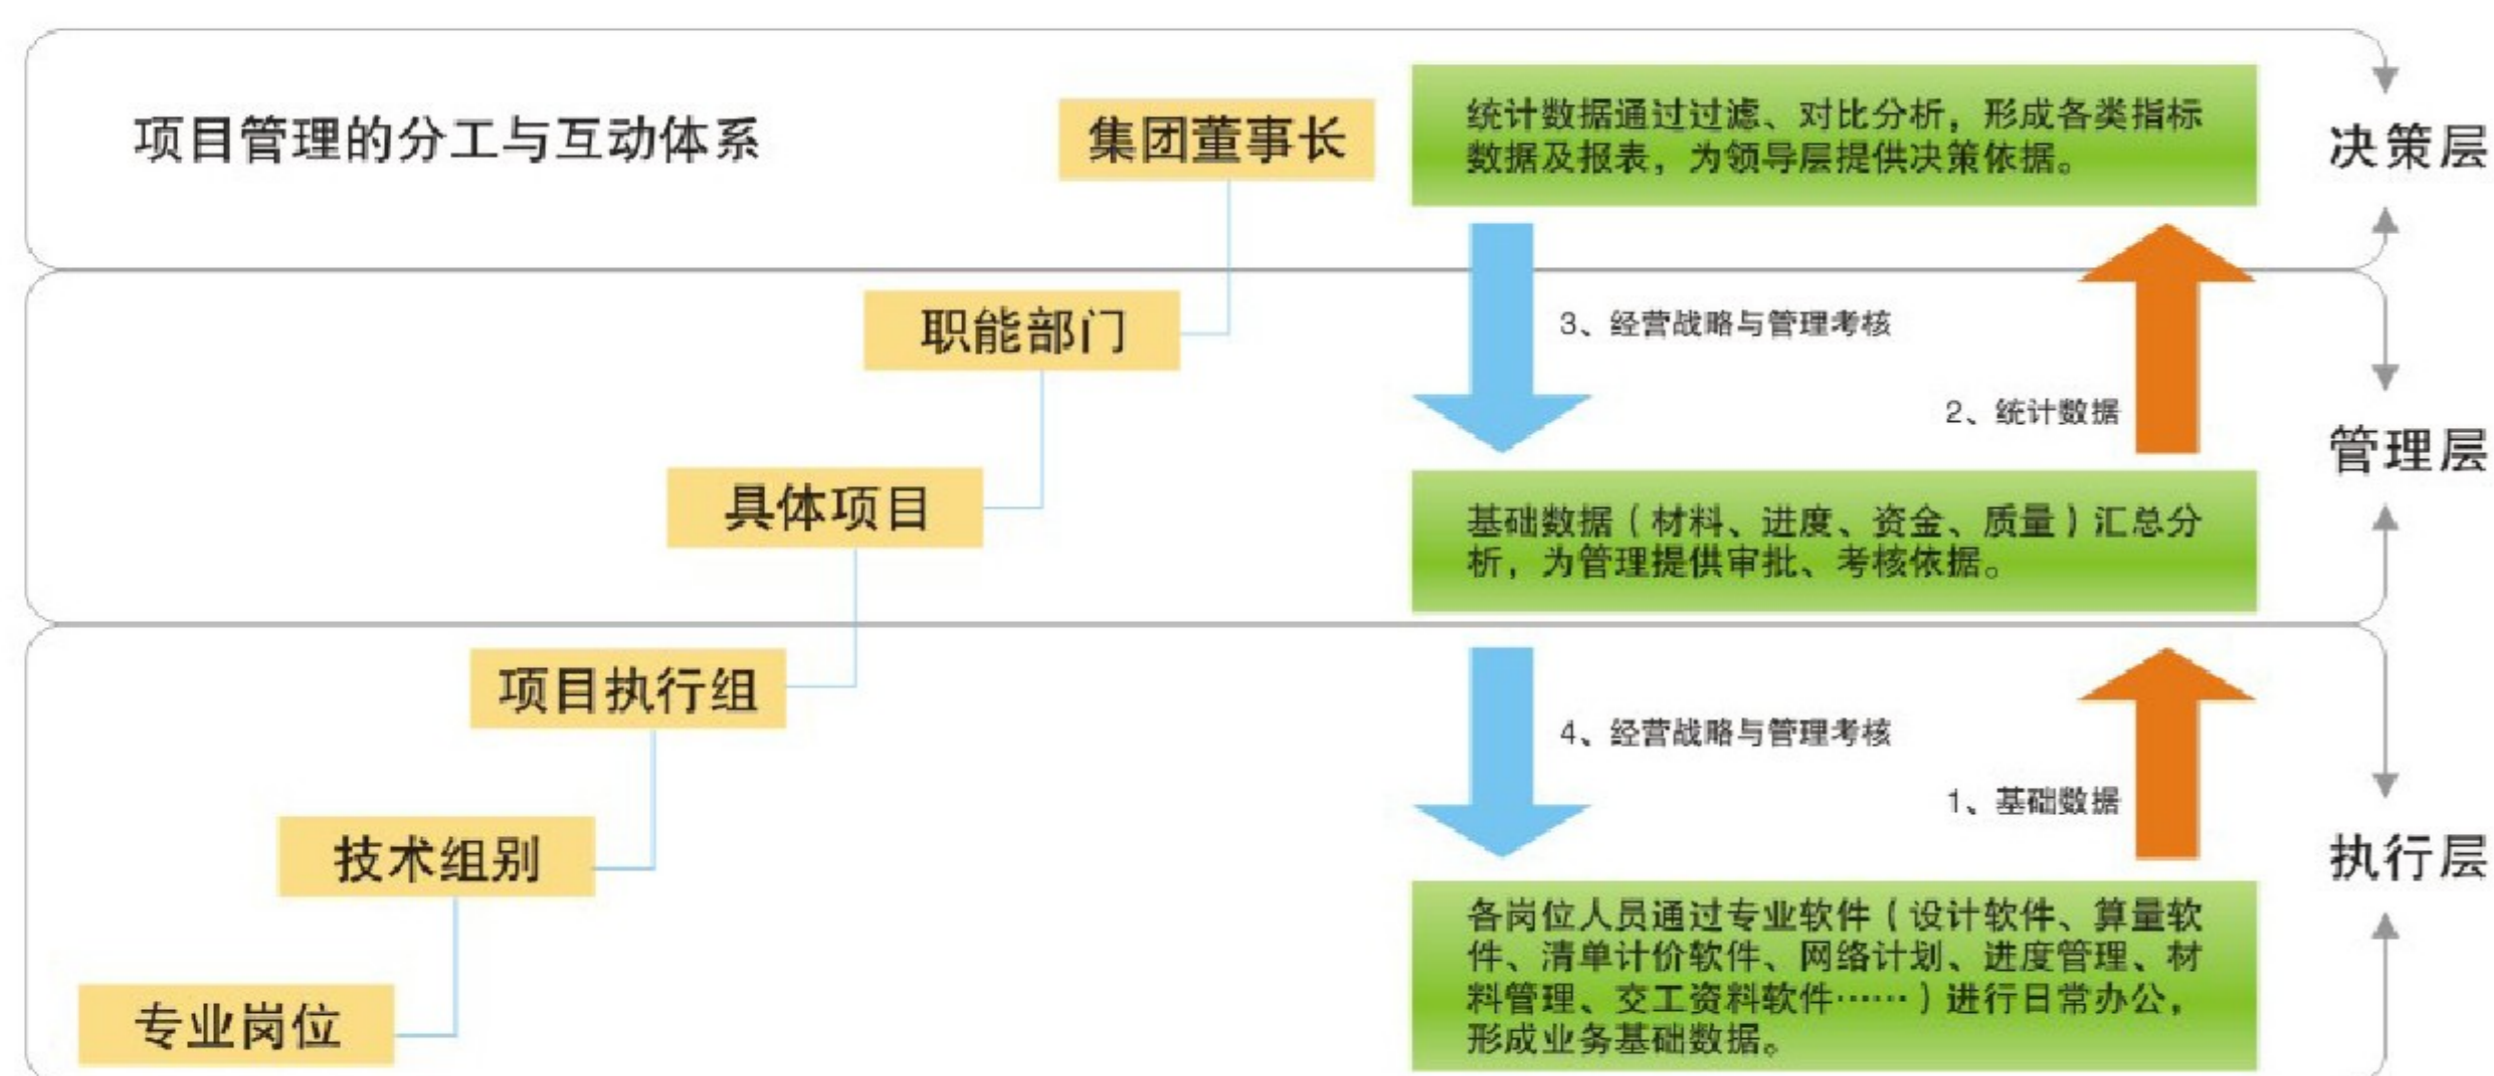 项目管理的分工与互动体系
集团董事长
统计数据通过过滤、对比分析，形成各类指标
数据及报表，为领导层提供决策依据。
决策层
职能部门
3、经营战略与管理考核
2、统计数据
管理层
具体项目
基础数据（材料、进度、资金、质量）汇总分
析，为管理提供审批、考核依据。
项目执行组
4、经营战略与管理考核
1、基础数据
技术组别
执行层
各岗位人员通过专业软件（设计软件、算量软
件、清单计价软件、网络计划、进度管理、材
料管理、交工资料软件……）进行日常办公，
形成业务基础数据。
专业岗位